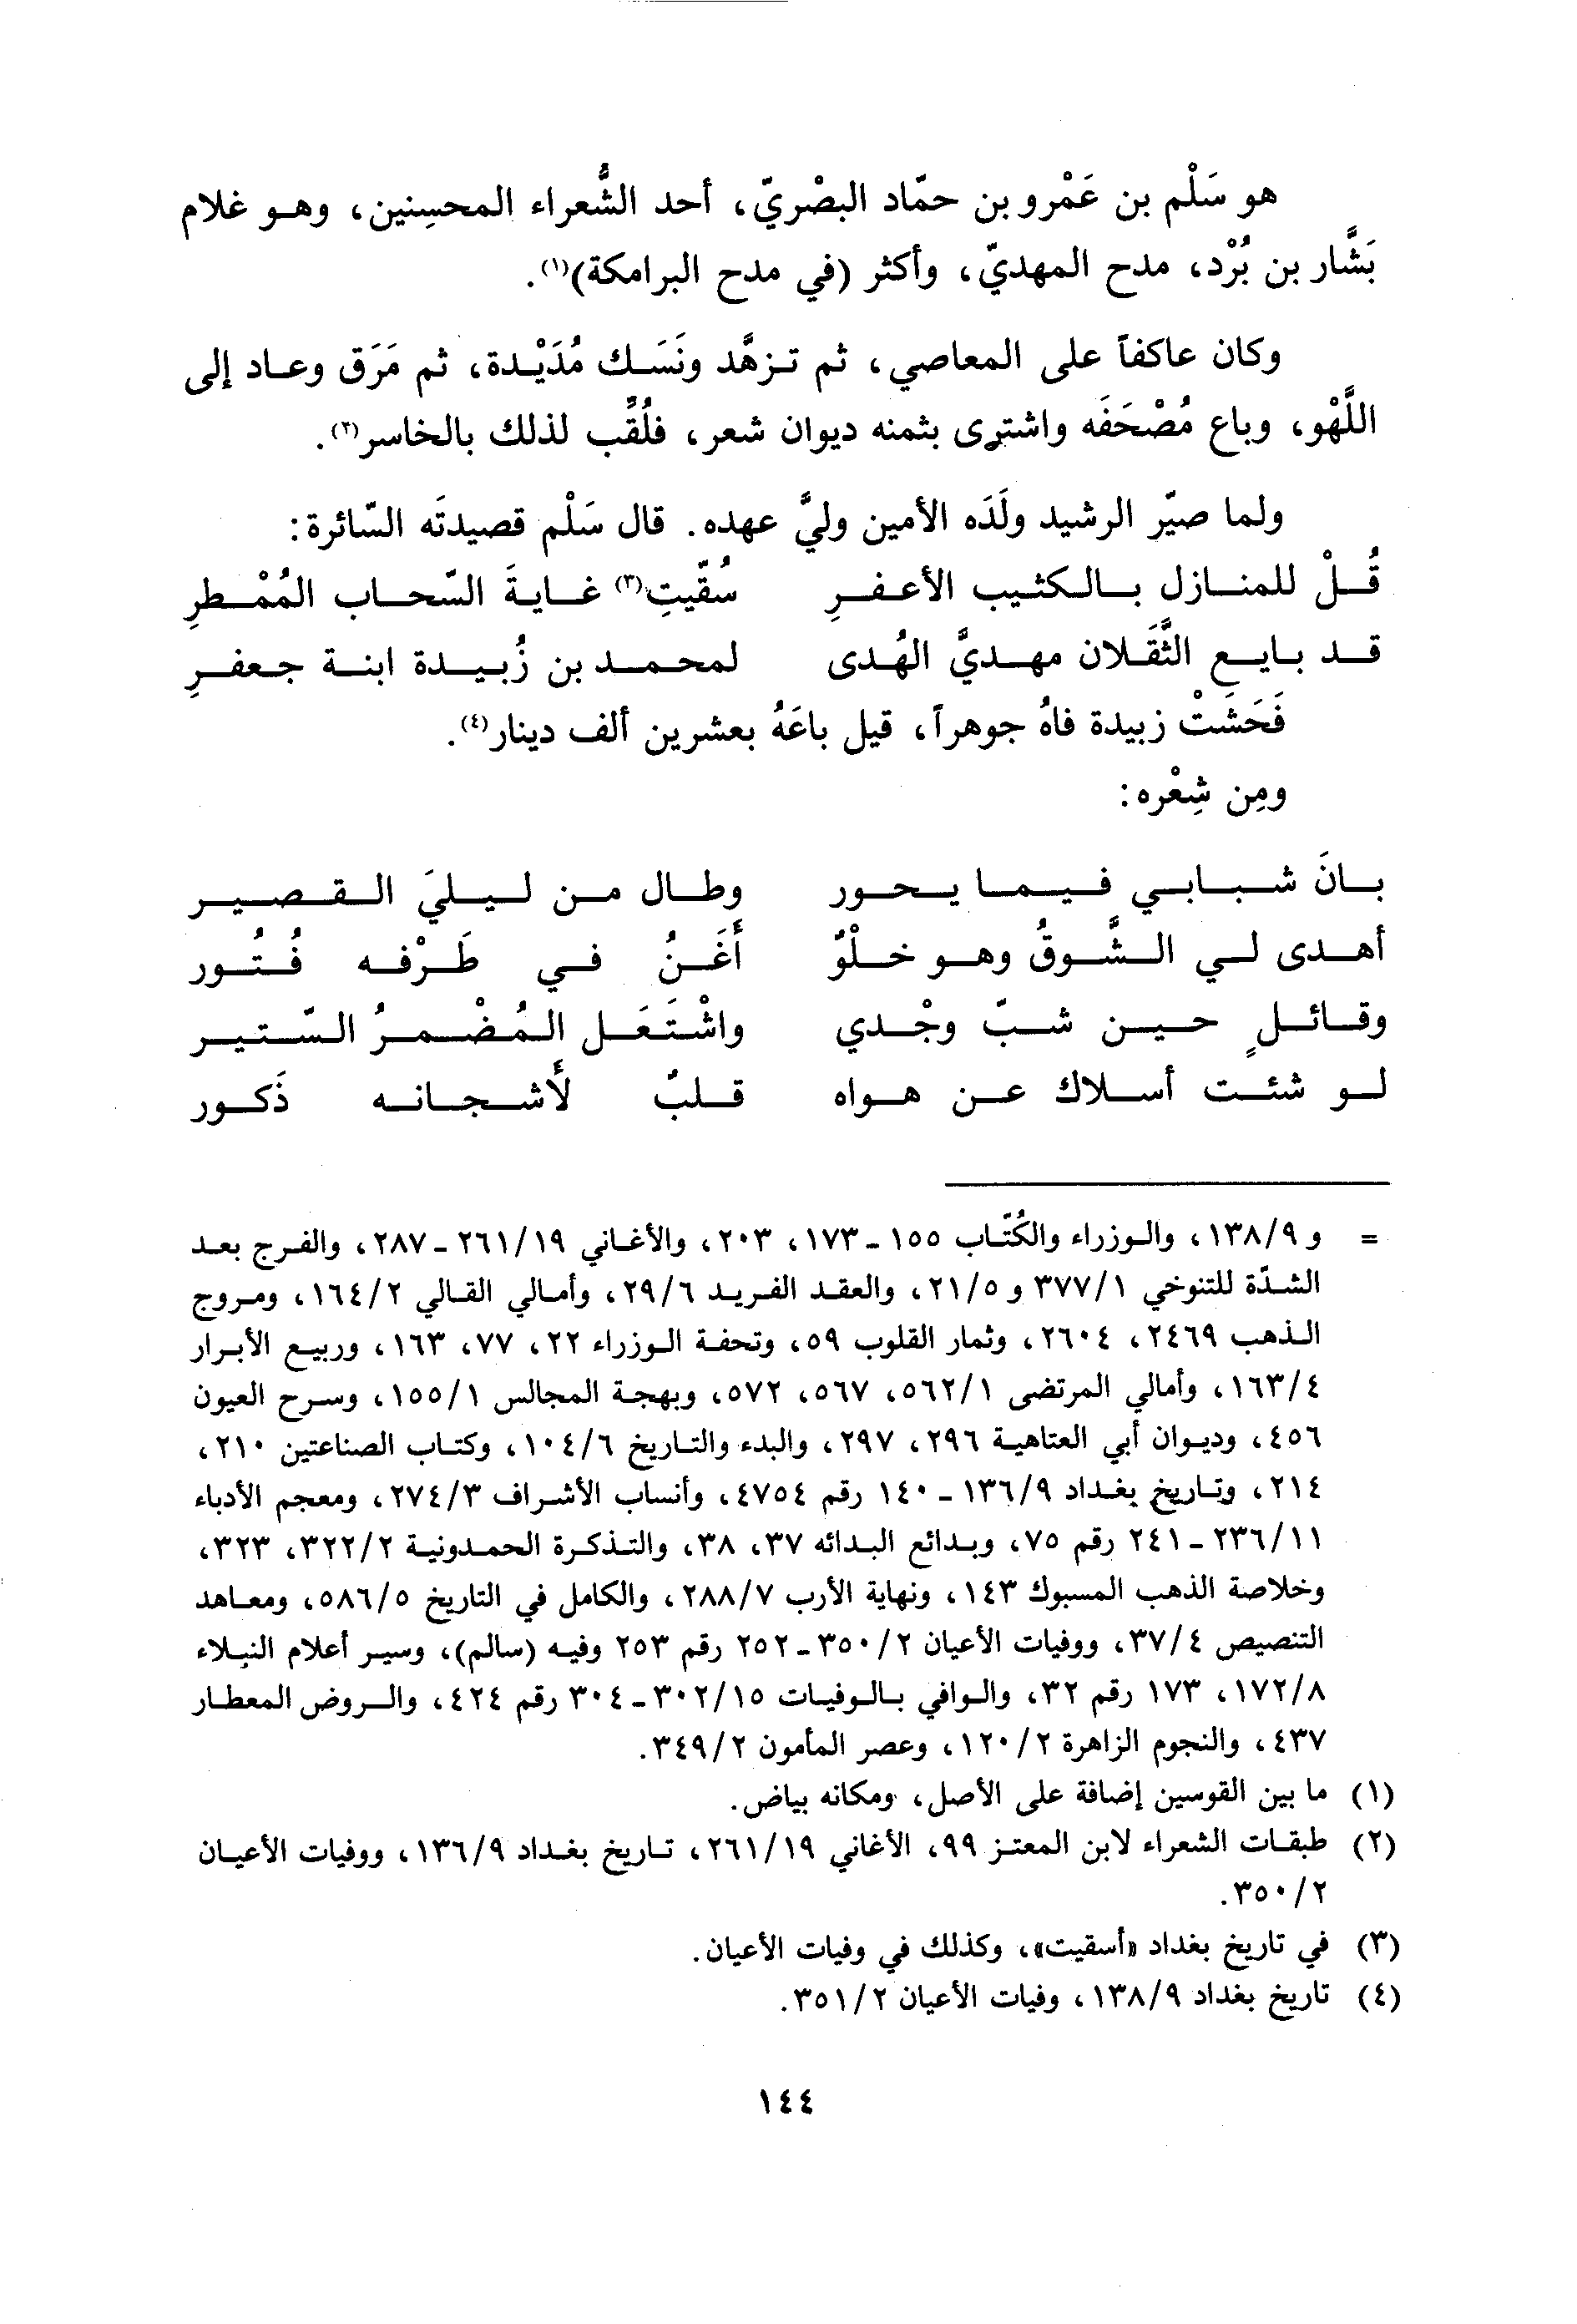 هو سَلْم بن عَمْرو بن حمّاد البصْريّ، أحد الشُّعراء المحسِنين، وهو غلام
بَشَّار بن بُرْد، مدح المهديّ، وأكثر (في مدح البرامكة)(١).
وكان عاكفاً على المعاصي، ثم تزهَّد ونَسَك مُدَيْدة، ثم مَرَق وعاد إلى
اللَّهْو، وباع مُصْحَفَه واشترى بثمنه ديوان شعر، فلُقِّب لذلك بالخاسر(٢).
ولما صيّر الرشيد ولَدَه الأمين وليَّ عهده. قال سَلْم قصيدتَه السّائرة:
قُلْ للمنازل بالكثيب الأعفرِ سُقّيتِ(٣) غايةَ السّحاب المُمْطرِ
قد بايع الثَّقَلان مهديَّ الهُدى لمحمد بن زُبيدة ابنة جعفرِ
فَحَشَتْ زبيدة فاهُ جوهراً، قيل باعَهُ بعشرين ألف دينار(٤).
ومِن شِعْره:
بانَ شبابي فيما يحور وطال من ليليَ القصير
أهدى لي الشَّوقُ وهو خلْوٌ أَغَنُ في طَرْفه فُتُور
وقائلٍ حين شبّ وجْدي واشْتَعَل المُضْمرُ السّتير
لو شئت أسلاك عن هواه قلبٌ لأَشجانه ذَكور
= و ١٣٨/٩، والوزراء والكُتّاب ١٥٥ - ١٧٣، ٢٠٣، والأغاني ٢٦١/١٩ - ٢٨٧، والفرج بعد
الشدّة للتنوخي ٣٧٧/١ و ٢١/٥، والعقد الفريد ٢٩/٦، وأمالي القالي ١٦٤/٢، ومروج
الذهب ٢٤٦٩، ٢٦٠٤، وثمار القلوب ٥٩، وتحفة الوزراء ٢٢، ٧٧، ١٦٣، وربيع الأبرار
١٦٣/٤، وأمالي المرتضى ٥٦٢/١، ٥٦٧، ٥٧٢، وبهجة المجالس ١٥٥/١، وسرح العيون
٤٥٦، وديوان أبي العتاهية ٢٩٦، ٢٩٧، والبدء والتاريخ ١٠٤/٦، وكتاب الصناعتين ٢١٠،
٢١٤، وتاريخ بغداد ١٣٦/٩ - ١٤٠ رقم ٤٧٥٤، وأنساب الأشراف ٢٧٤/٣، ومعجم الأدباء
٢٣٦/١١ - ٢٤١ رقم ٧٥، وبدائع البدائه ٣٧، ٣٨، والتذكرة الحمدونية ٣٢٢/٢، ٣٢٣،
وخلاصة الذهب المسبوك ١٤٣، ونهاية الأرب ٢٨٨/٧، والكامل في التاريخ ٥٨٦/٥، ومعاهد
التنصيص ٣٧/٤، ووفيات الأعيان ٣٥٠/٢ - ٢٥٢ رقم ٢٥٣ وفيه (سالم)، وسير أعلام النبلاء
١٧٢/٨، ١٧٣ رقم ٣٢، والوافي بالوفيات ٣٠٢/١٥ - ٣٠٤ رقم ٤٢٤، والروض المعطار
٤٣٧، والنجوم الزاهرة ١٢٠/٢، وعصر المأمون ٣٤٩/٢.
(١) ما بين القوسين إضافة على الأصل، ومكانه بياض.
(٢) طبقات الشعراء لابن المعتز ٩٩، الأغاني ٢٦١/١٩، تاريخ بغداد ١٣٦/٩، ووفيات الأعيان
٣٥٠/٢.
(٣) في تاريخ بغداد «أسقيت»، وكذلك في وفيات الأعيان.
(٤) تاريخ بغداد ١٣٨/٩، وفيات الأعيان ٣٥١/٢.
١٤٤